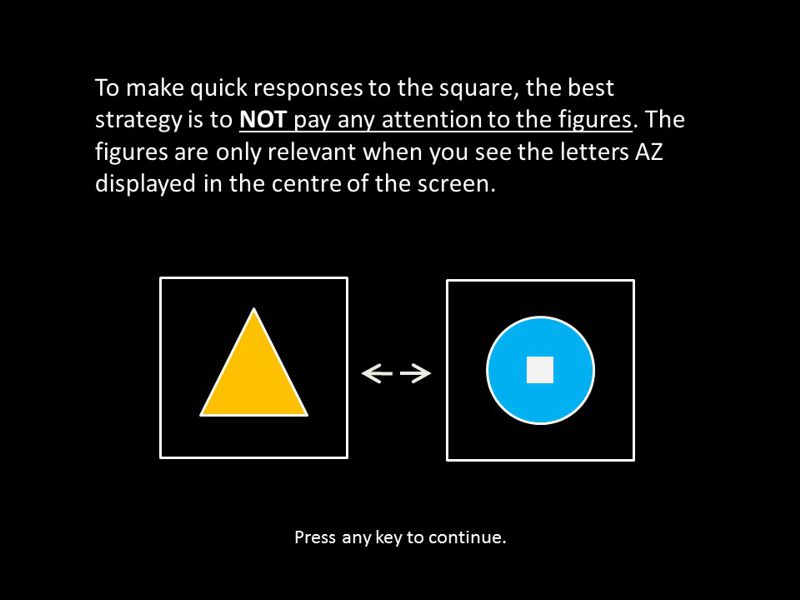 To make quick responses to the square, the best
strategy is to NOT pay any attention to the figures. The
figures are only relevant when you see the letters AZ
displayed in the centre of the screen.
Press any key to continue.